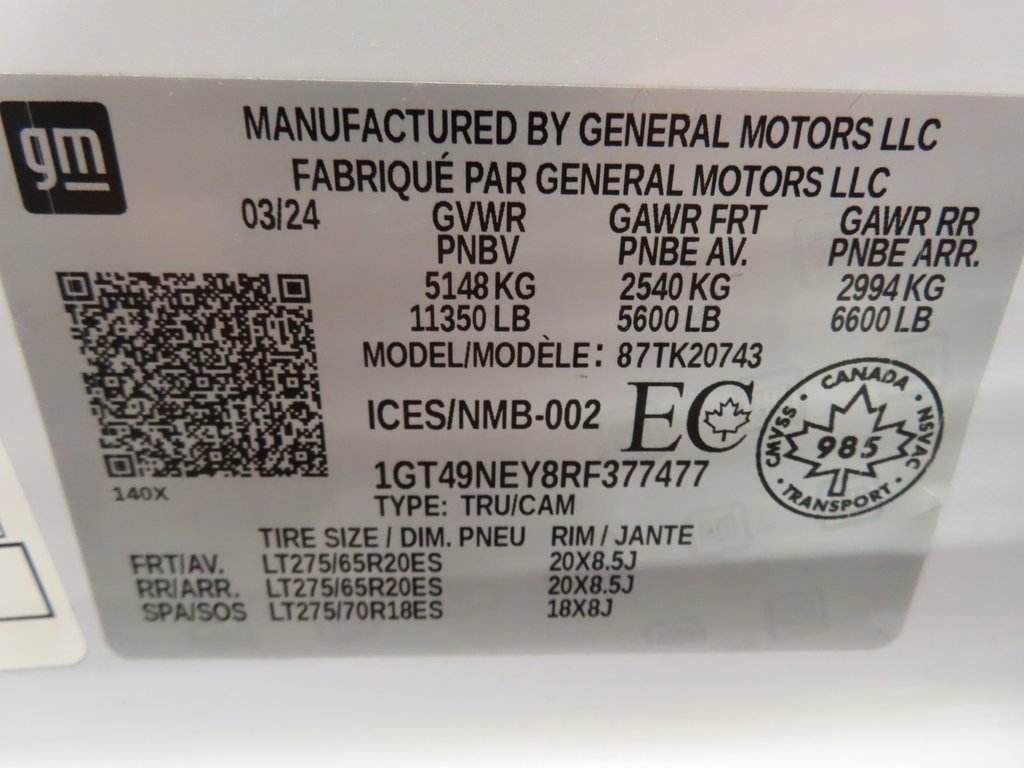 gm
MANUFACTURED BY GENERAL MOTORS LLC
FABRIQUÉ PAR GENERAL MOTORS LLC
03/24 GVWR GAWR FRT GAWR RR
PNBV PNBE AV. PNBE ARR.
5148 KG 2540 KG 2994 KG
11350 LB 5600 LB 6600 LB
MODEL/MODÈLE: 87TK20743
ICES/NMB-002 EC
CANADA
CMVSS 985 NSVAC
TRANSPORT
1GT49NEY8RF377477
140X
TYPE: TRU/CAM
TIRE SIZE / DIM. PNEU RIM / JANTE
FRT/AV. LT275/65R20ES 20X8.5J
RR/ARR. LT275/65R20ES 20X8.5J
SPA/SOS LT275/70R18ES 18X8J